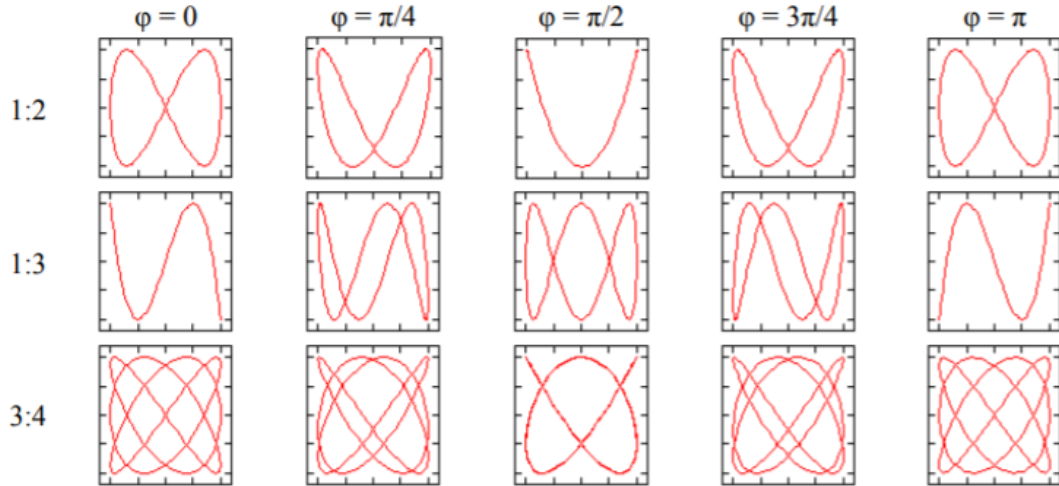 φ = 0 φ = π/4 φ = π/2 φ = 3π/4 φ = π
1:2
1:3
3:4